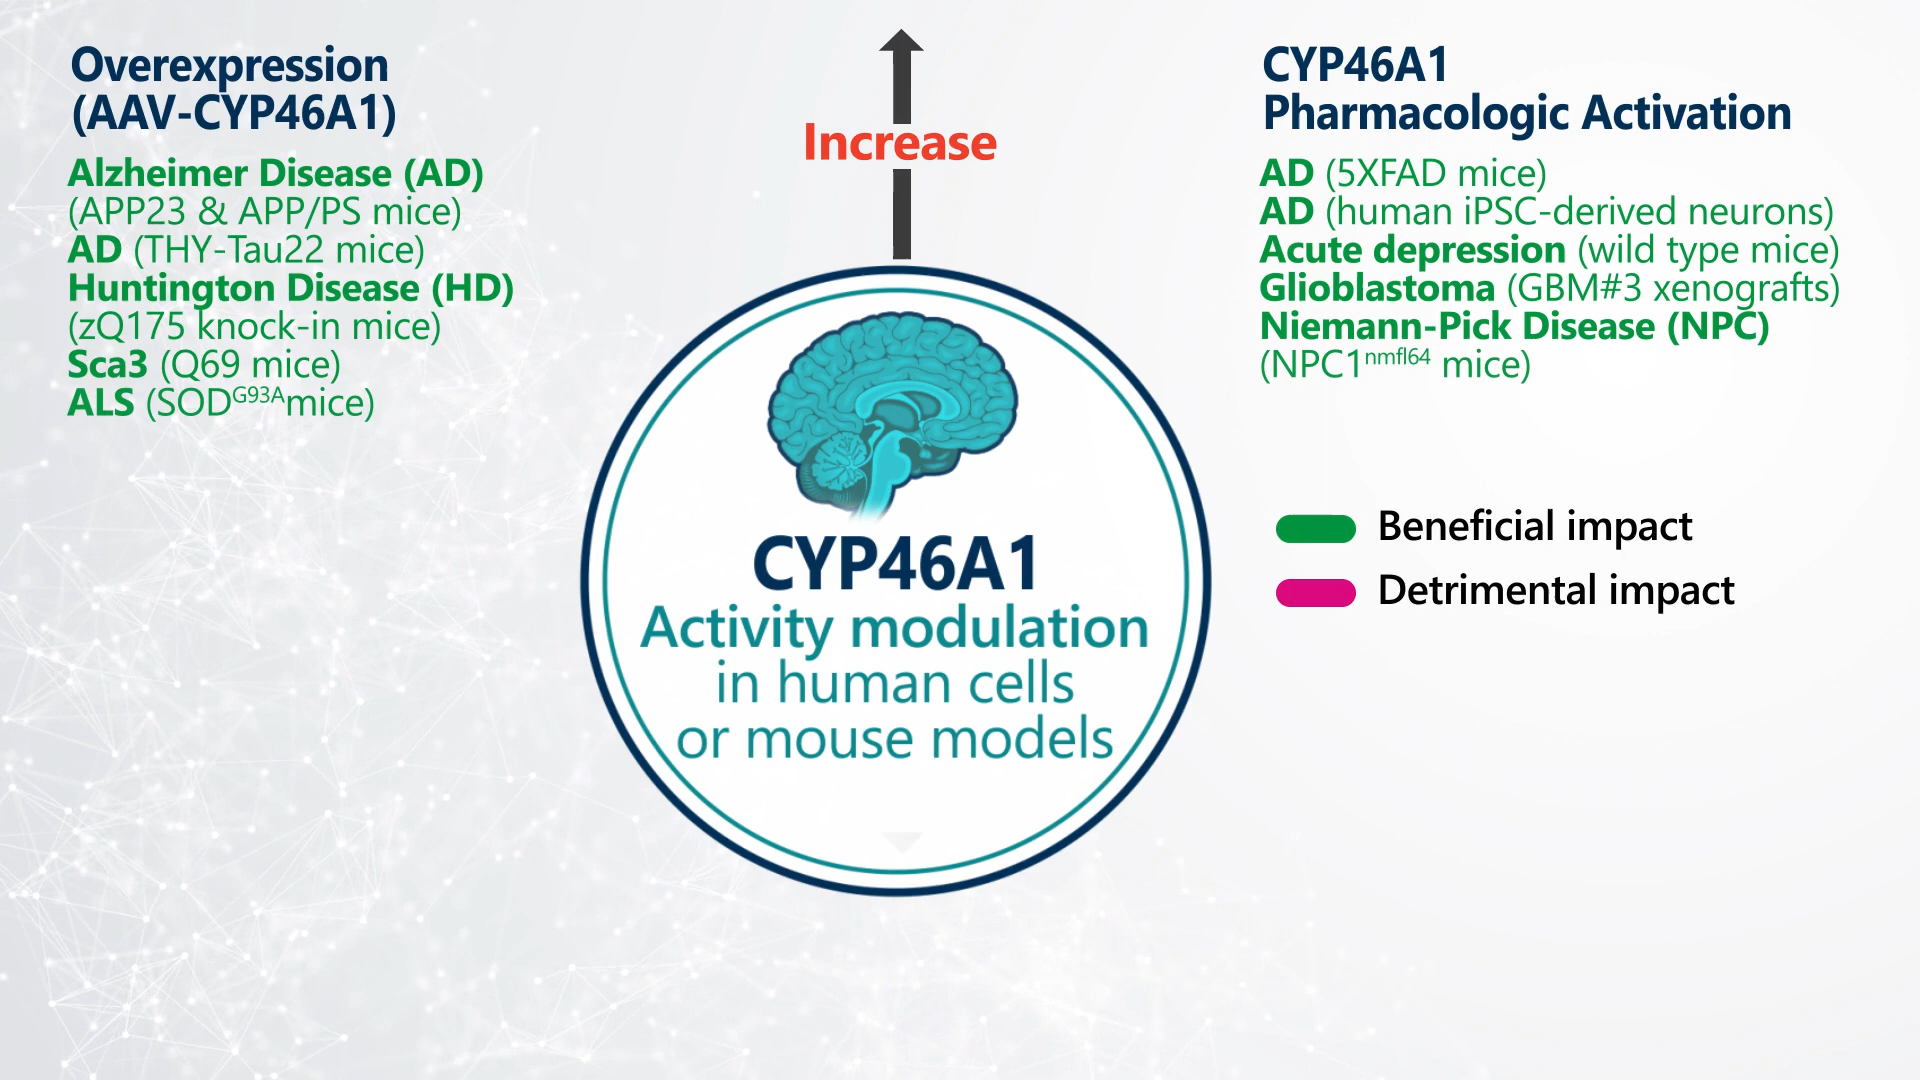 Overexpression
(AAV-CYP46A1)
Alzheimer Disease (AD)
(APP23 & APP/PS mice)
AD (THY-Tau22 mice)
Huntington Disease (HD)
(zQ175 knock-in mice)
Sca3 (Q69 mice)
ALS (SODG93Amice)
Increase
CYP46A1
Pharmacologic Activation
AD (5XFAD mice)
AD (human iPSC-derived neurons)
Acute depression (wild type mice)
Glioblastoma (GBM#3 xenografts)
Niemann-Pick Disease (NPC)
(NPC1nmfl64 mice)
CYP46A1
Activity modulation
in human cells
or mouse models
Beneficial impact
Detrimental impact